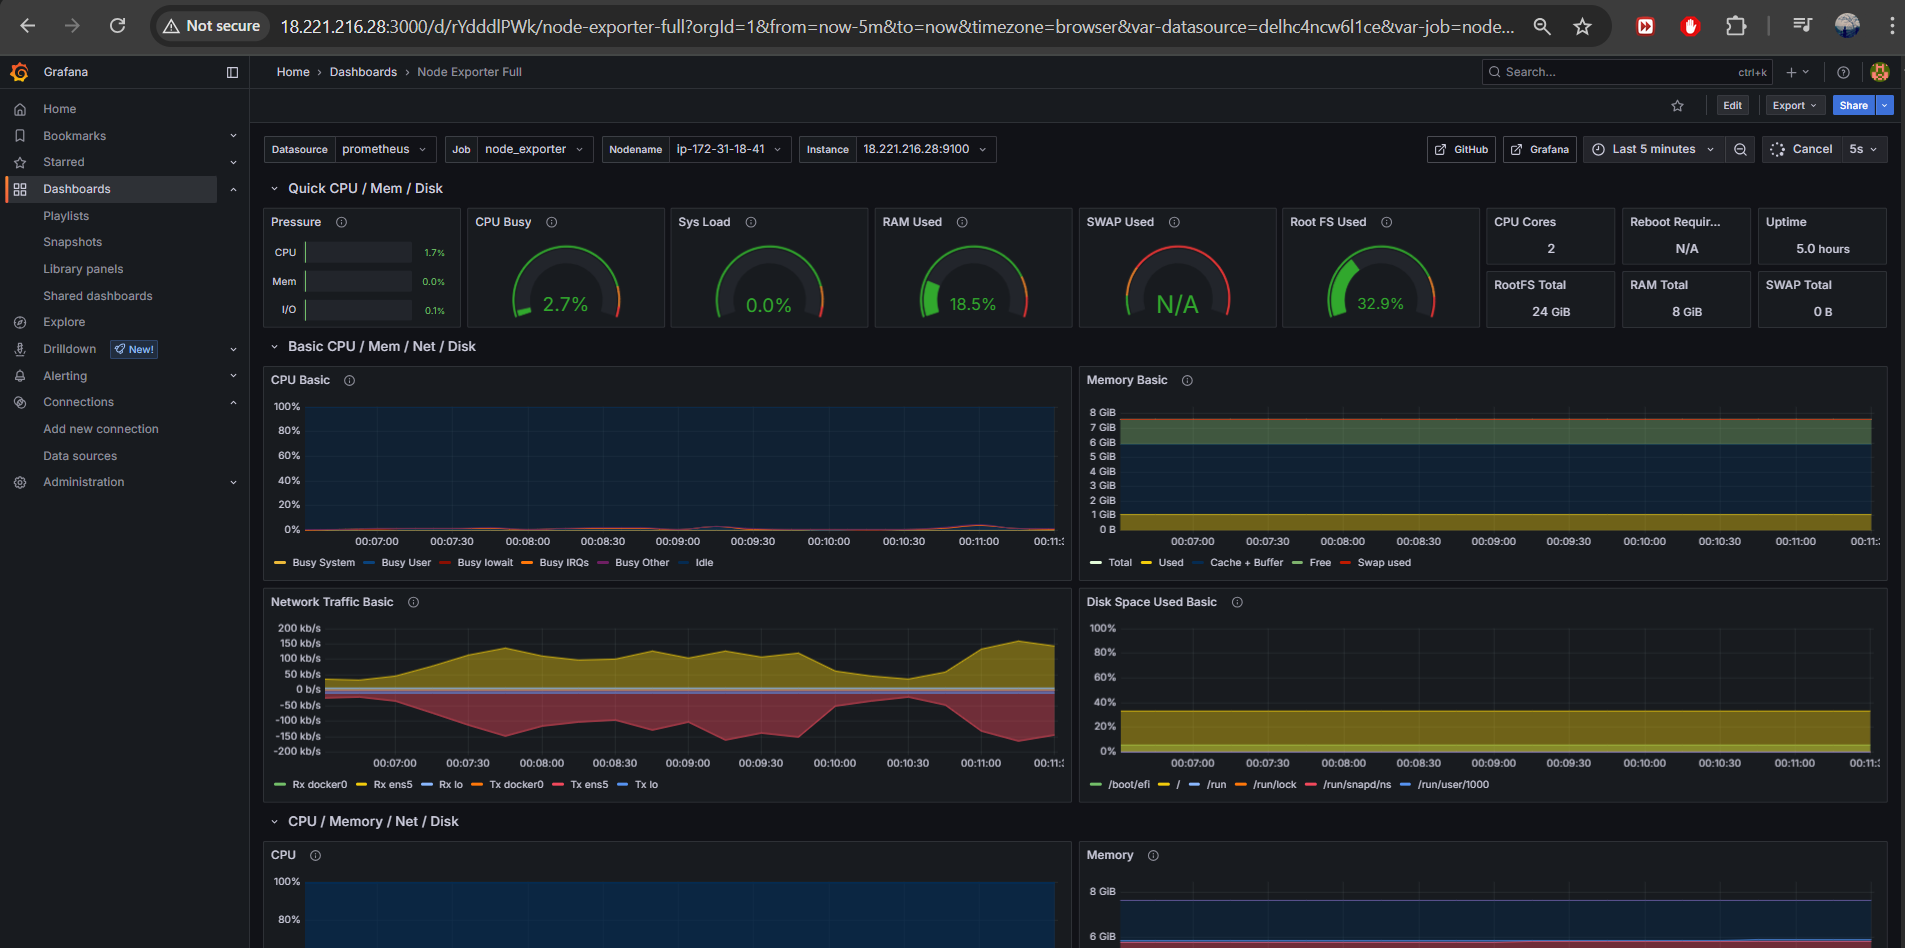 Not secure
18.221.216.28:3000/d/rYdddlPWk/node-exporter-full?orgId=1&from=now-5m&to=now&timezone=browser&var-datasource=delhc4ncw6l1ce&var-job=node...
Grafana
Home › Dashboards › Node Exporter Full
Search...
ctrl+k
Edit
Export
Share
Home
Bookmarks
Starred
Dashboards
Playlists
Snapshots
Library panels
Shared dashboards
Explore
Drilldown New!
Alerting
Connections
Add new connection
Data sources
Administration
Datasource prometheus Job node_exporter Nodename ip-172-31-18-41 Instance 18.221.216.28:9100
GitHub Grafana Last 5 minutes Cancel 5s
Quick CPU / Mem / Disk
Pressure
CPU 1.7%
Mem 0.0%
I/O 0.1%
CPU Busy
2.7%
Sys Load
0.0%
RAM Used
18.5%
SWAP Used
N/A
Root FS Used
32.9%
CPU Cores
2
Reboot Requir...
N/A
Uptime
5.0 hours
RootFS Total
24 GiB
RAM Total
8 GiB
SWAP Total
0 B
Basic CPU / Mem / Net / Disk
CPU Basic
100%
80%
60%
40%
20%
0%
00:07:00 00:07:30 00:08:00 00:08:30 00:09:00 00:09:30 00:10:00 00:10:30 00:11:00 00:11:
Busy System Busy User Busy Iowait Busy IRQs Busy Other Idle
Memory Basic
8 GiB
7 GiB
6 GiB
5 GiB
4 GiB
3 GiB
2 GiB
1 GiB
0 B
00:07:00 00:07:30 00:08:00 00:08:30 00:09:00 00:09:30 00:10:00 00:10:30 00:11:00 00:11:
Total Used Cache + Buffer Free Swap used
Network Traffic Basic
200 kb/s
150 kb/s
100 kb/s
50 kb/s
0 b/s
-50 kb/s
-100 kb/s
-150 kb/s
-200 kb/s
00:07:00 00:07:30 00:08:00 00:08:30 00:09:00 00:09:30 00:10:00 00:10:30 00:11:00 00:11:
Rx docker0 Rx ens5 Rx lo Tx docker0 Tx ens5 Tx lo
Disk Space Used Basic
100%
80%
60%
40%
20%
0%
00:07:00 00:07:30 00:08:00 00:08:30 00:09:00 00:09:30 00:10:00 00:10:30 00:11:00 00:11:
/boot/efi / /run /run/lock /run/snapd/ns /run/user/1000
CPU / Memory / Net / Disk
CPU
100%
80%
Memory
8 GiB
6 GiB